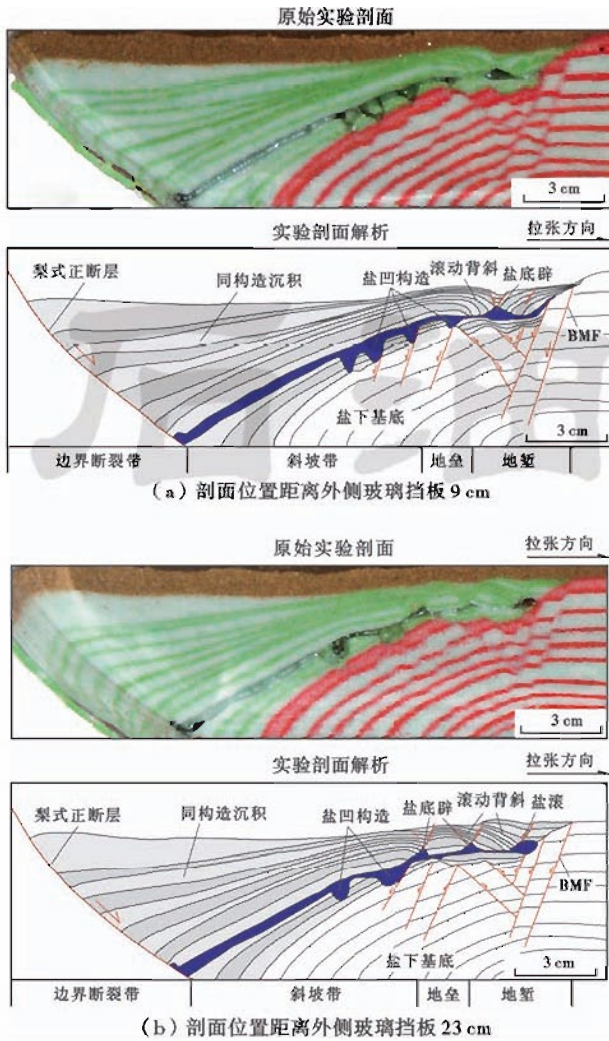 原始实验剖面
3 cm
实验剖面解析
拉张方向
梨式正断层
同构造沉积
盐凹构造
滚动背斜
盐底辟
BMF
盐下基底
3 cm
边界断裂带
斜坡带
地垒
地堑
(a) 剖面位置距离外侧玻璃挡板 9 cm
原始实验剖面
拉张方向
3 cm
实验剖面解析
拉张方向
梨式正断层
同构造沉积
盐凹构造
盐底辟
滚动背斜
盐滚
BMF
盐下基底
3 cm
边界断裂带
斜坡带
地垒
地堑
(b) 剖面位置距离外侧玻璃挡板 23 cm